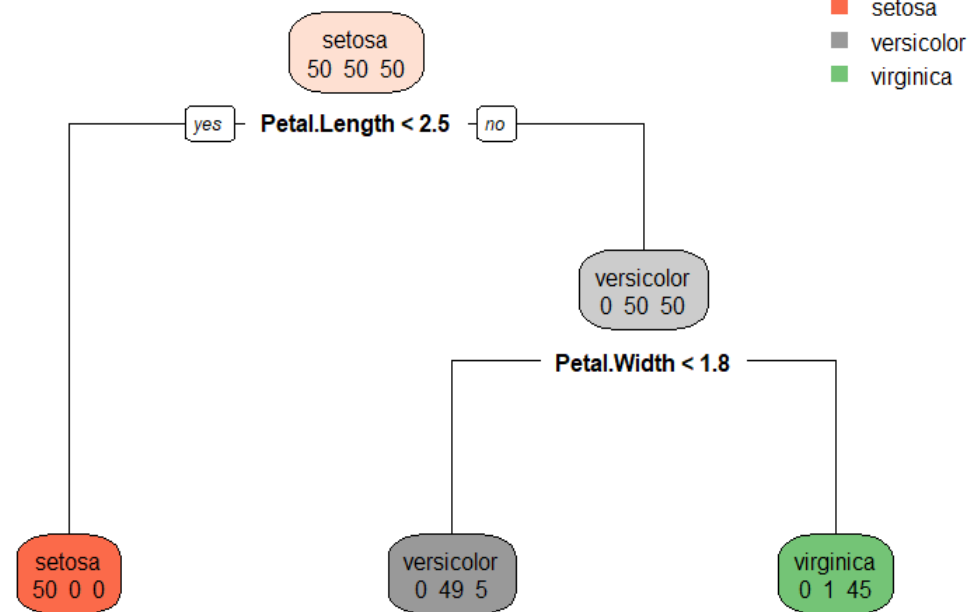 setosa
versicolor
virginica
setosa
50 50 50
yes Petal.Length < 2.5 no
versicolor
0 50 50
Petal.Width < 1.8
setosa
50 0 0
versicolor
0 49 5
virginica
0 1 45